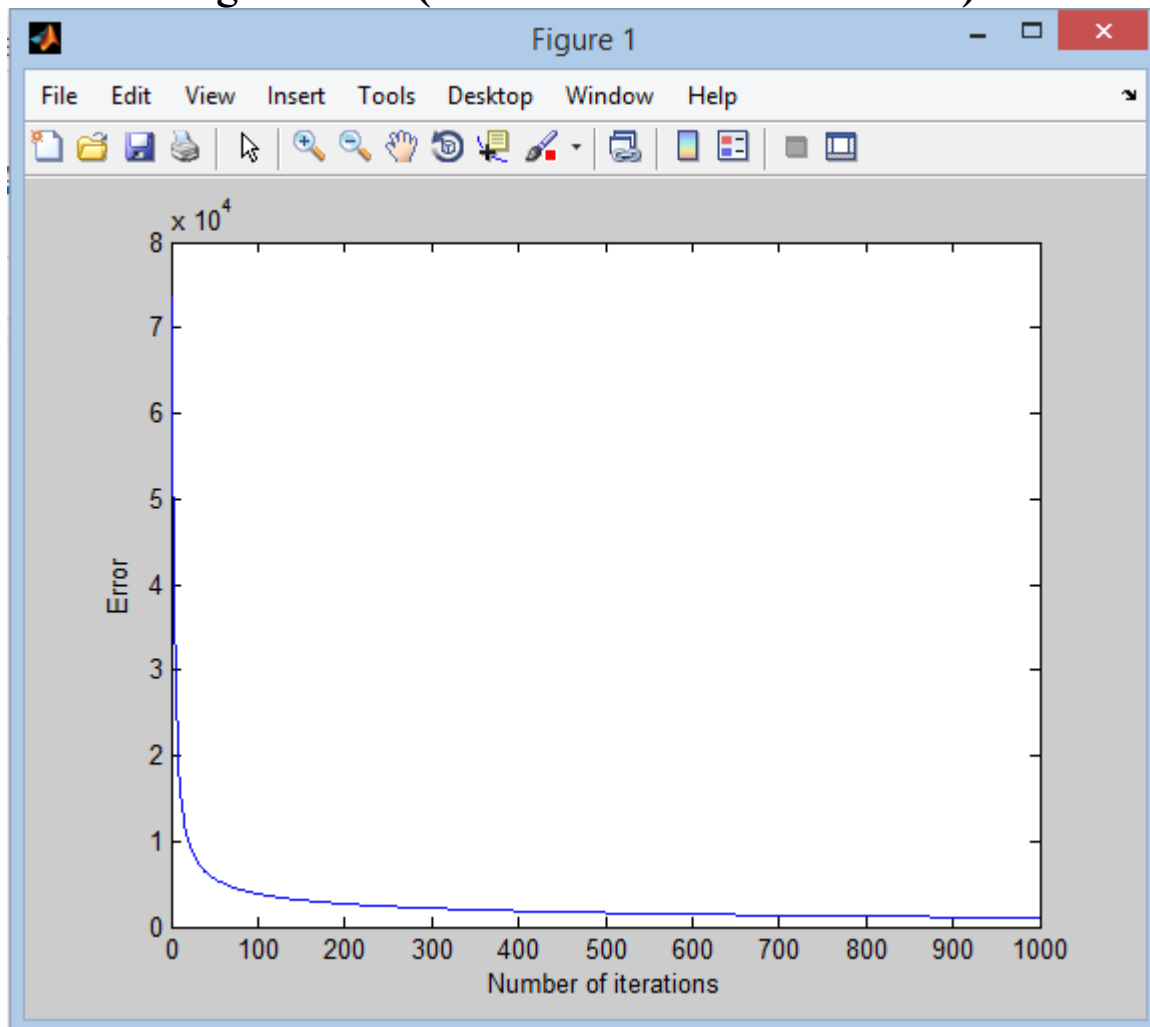 Figure 1
File Edit View Insert Tools Desktop Window Help
x 10^4
8
7
6
5
4
3
2
1
0
Error
0 100 200 300 400 500 600 700 800 900 1000
Number of iterations